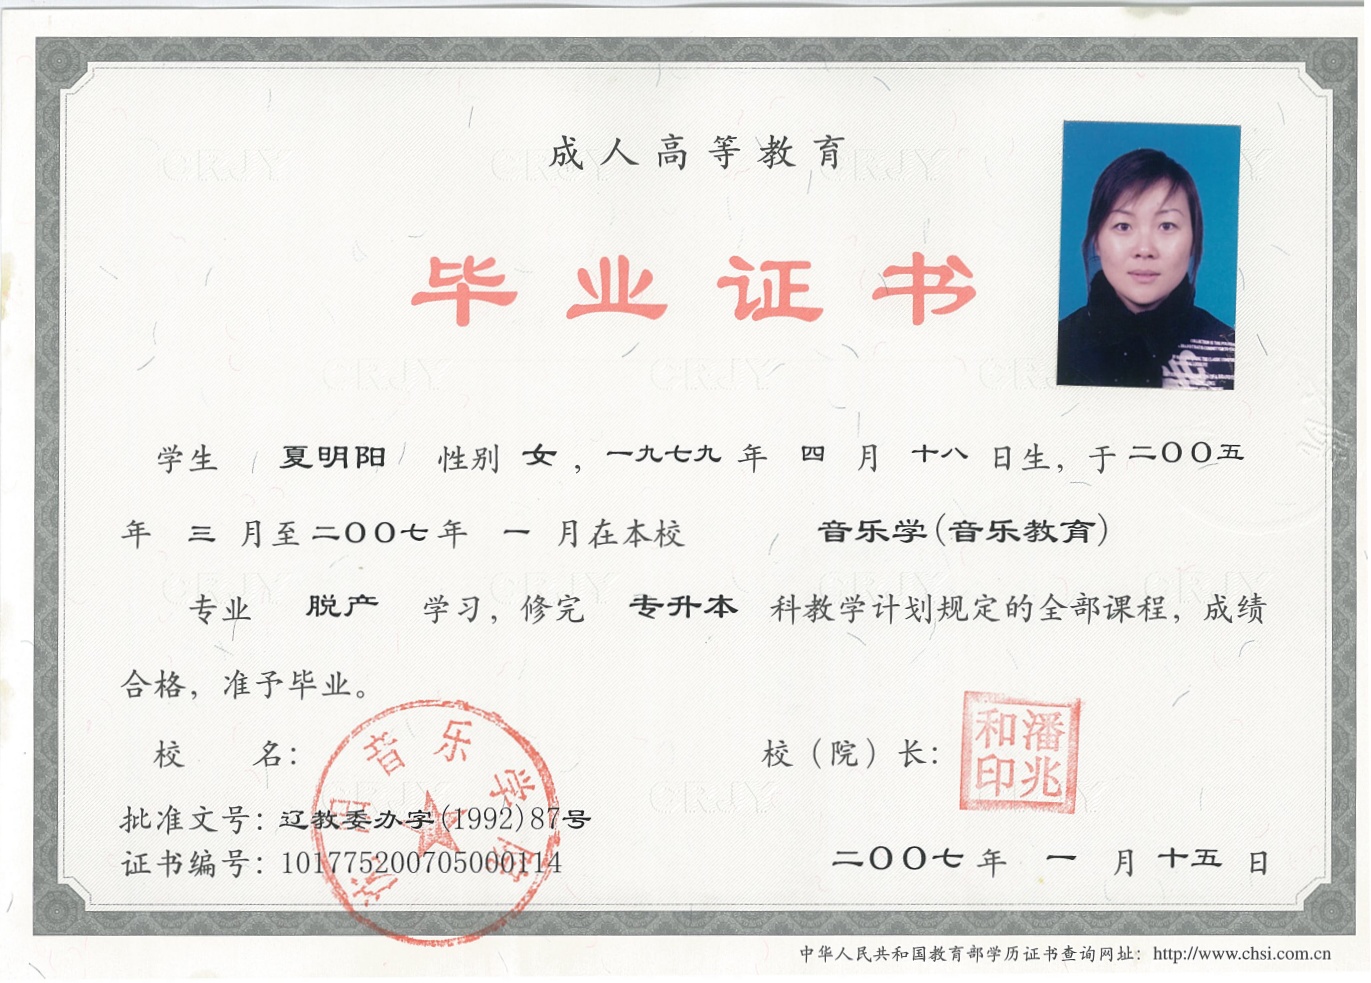 成人高等教育
毕业证书
学生 夏明阳 性别 女，一九七九年 四 月 十八 日生，于二〇〇五
年 三 月至二〇〇七年 一 月在本校 音乐学(音乐教育)
专业 脱产 学习，修完 专升本 科教学计划规定的全部课程，成绩
合格，准予毕业。
校 名：
校（院）长：
潘兆和印
沈阳音乐学院
批准文号：辽教委办字(1992)87号
证书编号：101775200705000114
二〇〇七年 一 月 十五 日
中华人民共和国教育部学历证书查询网址：http://www.chsi.com.cn
CRJY